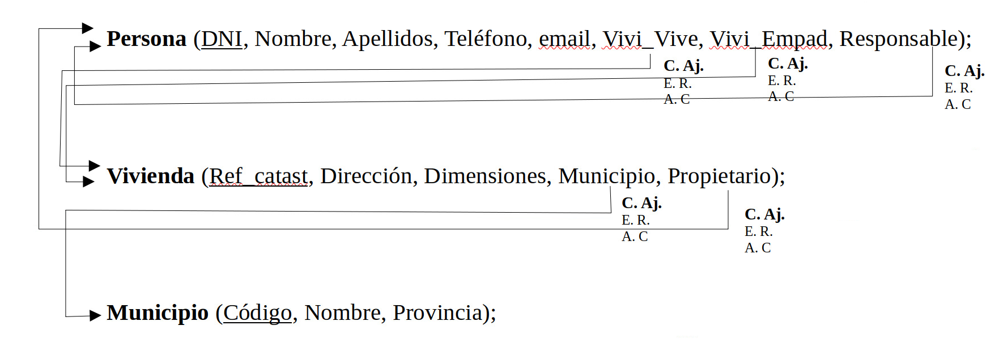 Persona (DNI, Nombre, Apellidos, Teléfono, email, Vivi_Vive, Vivi_Empad, Responsable);
C. Aj.
E. R.
A. C
C. Aj.
E. R.
A. C
C. Aj.
E. R.
A. C
Vivienda (Ref_catast, Dirección, Dimensiones, Municipio, Propietario);
C. Aj.
E. R.
A. C
C. Aj.
E. R.
A. C
Municipio (Código, Nombre, Provincia);